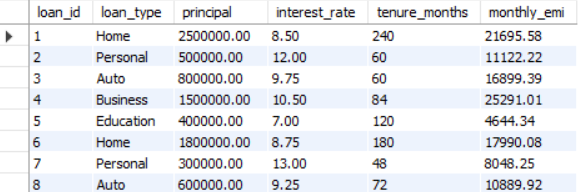 loan_id loan_type principal interest_rate tenure_months monthly_emi
1 Home 2500000.00 8.50 240 21695.58
2 Personal 500000.00 12.00 60 11122.22
3 Auto 800000.00 9.75 60 16899.39
4 Business 1500000.00 10.50 84 25291.01
5 Education 400000.00 7.00 120 4644.34
6 Home 1800000.00 8.75 180 17990.08
7 Personal 300000.00 13.00 48 8048.25
8 Auto 600000.00 9.25 72 10889.92